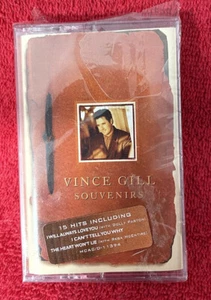 VINCE GILL
SOUVENIRS
15 HITS INCLUDING
I WILL ALWAYS LOVE YOU (WITH DOLLY PARTON)
I CAN'T TELL YOU WHY
THE HEART WON'T LIE (WITH REBA MCENTIRE)